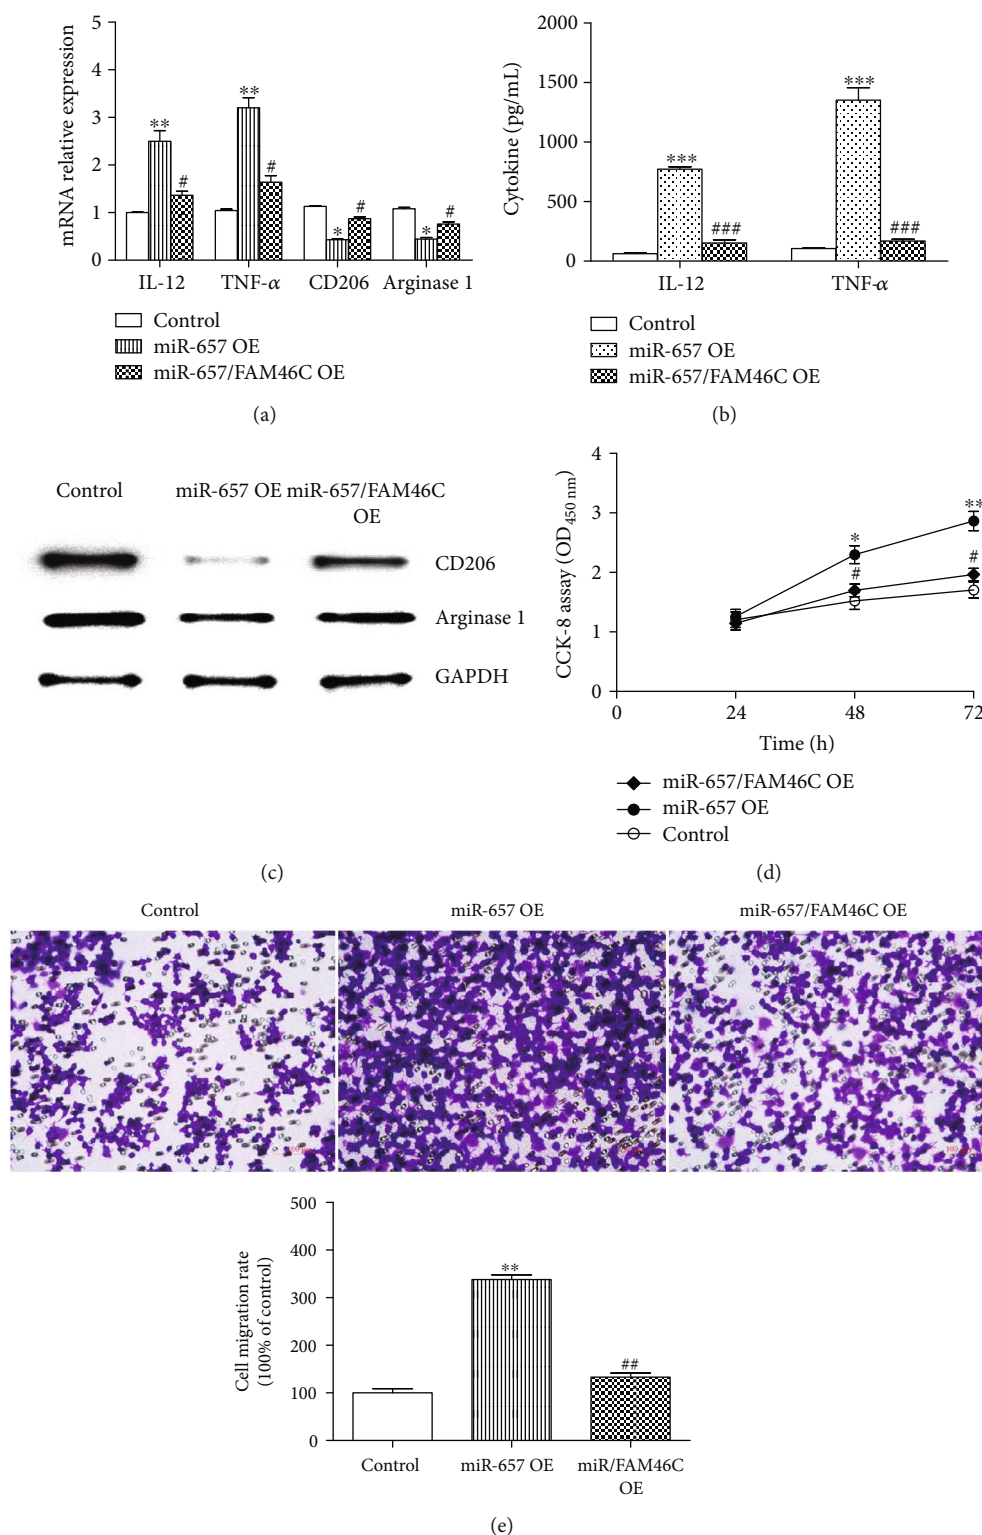 5
4
3
2
1
0
mRNA relative expression
**
#
**
#
*
#
*
#
IL-12
TNF-α
CD206
Arginase 1
Control
miR-657 OE
miR-657/FAM46C OE
(a)
2000
1500
1000
500
0
Cytokine (pg/mL)
***
###
***
###
IL-12
TNF-α
Control
miR-657 OE
miR-657/FAM46C OE
(b)
Control
miR-657 OE
miR-657/FAM46C
OE
CD206
Arginase 1
GAPDH
(c)
4
3
2
1
0
CCK-8 assay (OD450 nm)
*
#
**
#
0
24
48
72
Time (h)
miR-657/FAM46C OE
miR-657 OE
Control
(d)
Control
miR-657 OE
miR-657/FAM46C OE
500
400
300
200
100
0
Cell migration rate
(100% of control)
**
##
Control
miR-657 OE
miR/FAM46C
OE
(e)